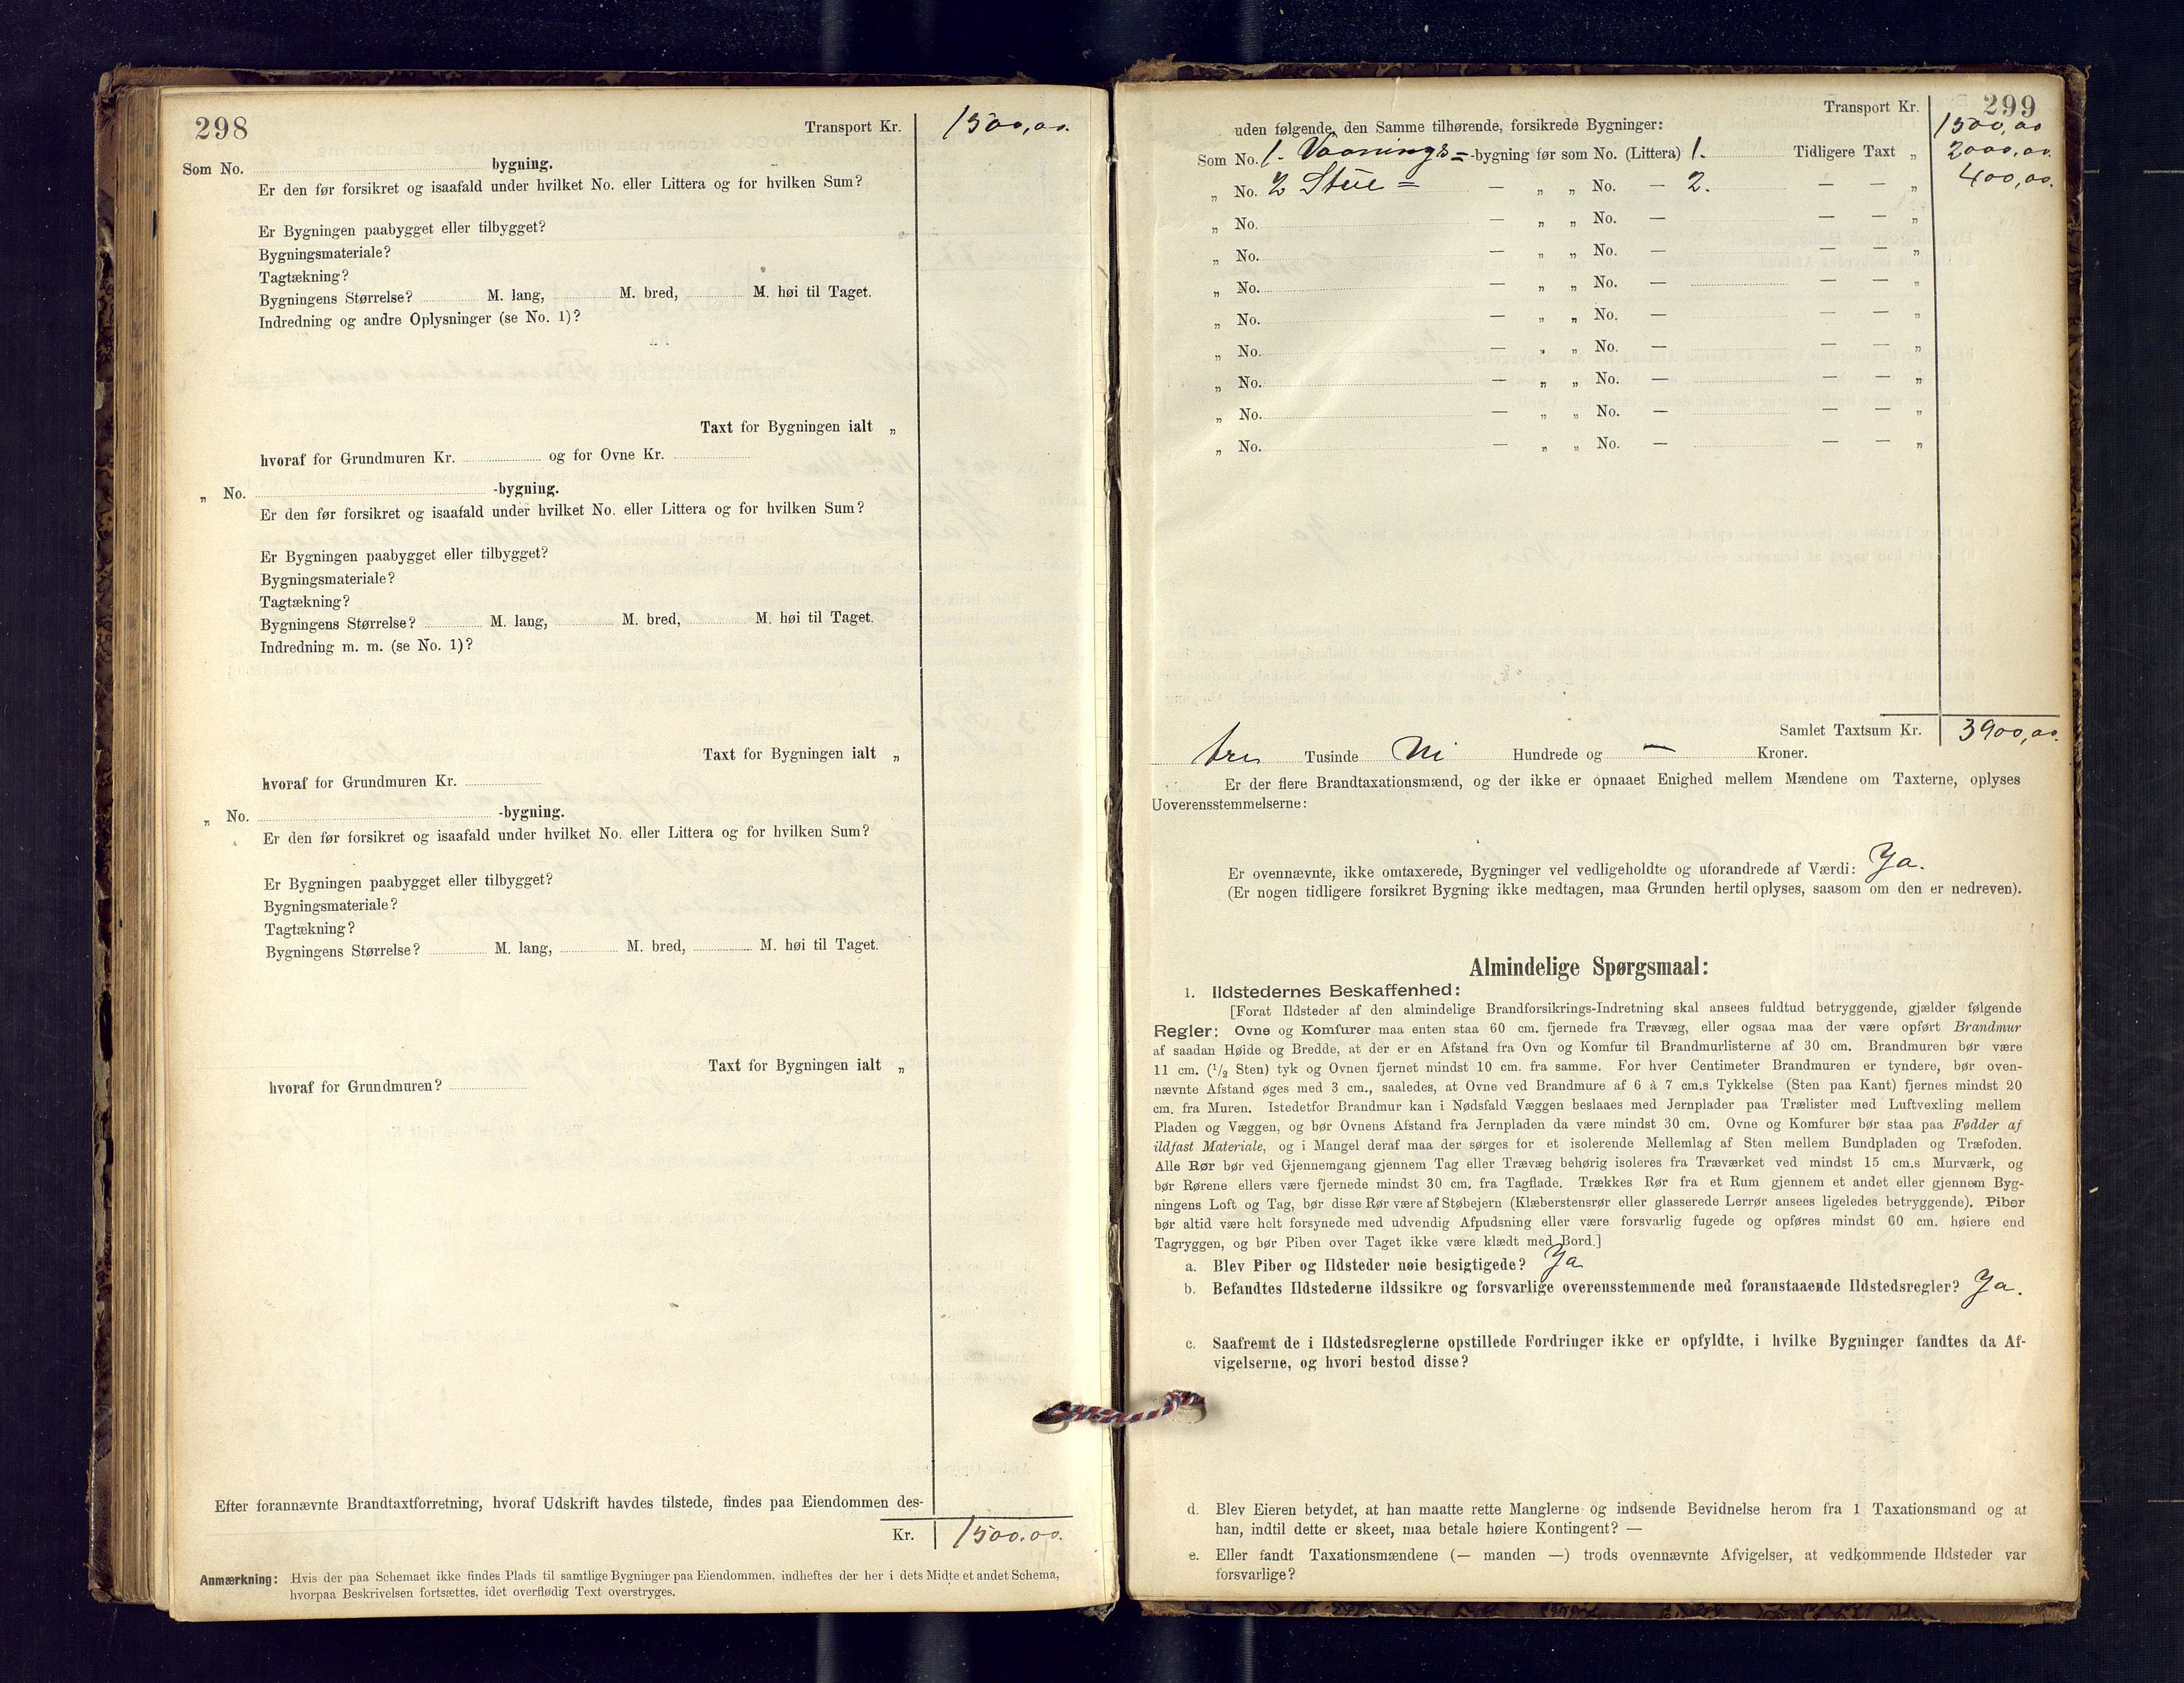 298
Transport Kr. 1500,00.
Som No. bygning.
Er den før forsikret og isaafald under hvilket No. eller Littera og for hvilken Sum?
Er Bygningen paabygget eller tilbygget?
Bygningsmateriale?
Tagtækning?
Bygningens Størrelse? M. lang, M. bred, M. høi til Taget.
Indredning og andre Oplysninger (se No. 1)?
Taxt for Bygningen ialt „
hvoraf for Grundmuren Kr. og for Ovne Kr.
„ No. -bygning.
Er den før forsikret og isaafald under hvilket No. eller Littera og for hvilken Sum?
Er Bygningen paabygget eller tilbygget?
Bygningsmateriale?
Tagtækning?
Bygningens Størrelse? M. lang, M. bred, M. høi til Taget.
Indredning m. m. (se No. 1)?
Taxt for Bygningen ialt „
hvoraf for Grundmuren Kr.
„ No. -bygning.
Er den før forsikret og isaafald under hvilket No. eller Littera og for hvilken Sum?
Er Bygningen paabygget eller tilbygget?
Bygningsmateriale?
Tagtækning?
Bygningens Størrelse? M. lang, M. bred, M. høi til Taget.
Taxt for Bygningen ialt „
hvoraf for Grundmuren?
Efter forannævnte Brandtaxtforretning, hvoraf Udskrift havdes tilstede, findes paa Eiendommen des-
Kr. 1500.00.
Anmærkning: Hvis der paa Schemaet ikke findes Plads til samtlige Bygninger paa Eiendommen, indheftes der her i dets Midte et andet Schema,
hvorpaa Beskrivelsen fortsættes, idet overflødig Text overstryges.
299
Transport Kr. 1500,00
uden følgende, den Samme tilhørende, forsikrede Bygninger:
Som No. 1. Vaanings= -bygning før som No. (Littera) 1. Tidligere Taxt „ 2000,00.
„ No. 2 Stue = — „ „ No. — 2. — — „ 400,00.
„ No. — „ „ No. — — — „
„ No. — „ „ No. — — — „
„ No. — „ „ No. — — — „
„ No. — „ „ No. — — — „
„ No. — „ „ No. — — — „
„ No. — „ „ No. — — — „
„ No. — „ „ No. — — — „
„ No. — „ „ No. — — — „
Samlet Taxtsum Kr. 3900,00.
tre Tusinde Ni Hundrede og — Kroner.
Er der flere Brandtaxationsmænd, og der ikke er opnaaet Enighed mellem Mændene om Taxterne, oplyses
Uoverensstemmelserne:
Er ovennævnte, ikke omtaxerede, Bygninger vel vedligeholdte og uforandrede af Værdi: Ja.
(Er nogen tidligere forsikret Bygning ikke medtagen, maa Grunden hertil oplyses, saasom om den er nedreven).
Almindelige Spørgsmaal:
1. Ildstedernes Beskaffenhed:
[Forat Ildsteder af den almindelige Brandforsikrings-Indretning skal ansees fuldtud betryggende, gjælder følgende
Regler: Ovne og Komfurer maa enten staa 60 cm. fjernede fra Trævæg, eller ogsaa maa der være opført Brandmur
af saadan Høide og Bredde, at der er en Afstand fra Ovn og Komfur til Brandmurlisterne af 30 cm. Brandmuren bør være
11 cm. (1/2 Sten) tyk og Ovnen fjernet mindst 10 cm. fra samme. For hver Centimeter Brandmuren er tyndere, bør oven-
nævnte Afstand øges med 3 cm., saaledes, at Ovne ved Brandmure af 6 à 7 cm.s Tykkelse (Sten paa Kant) fjernes mindst 20
cm. fra Muren. Istedetfor Brandmur kan i Nødsfald Væggen beslaaes med Jernplader paa Trælister med Luftvexling mellem
Pladen og Væggen, og bør Ovnens Afstand fra Jernpladen da være mindst 30 cm. Ovne og Komfurer bør staa paa Fødder af
ildfast Materiale, og i Mangel deraf maa der sørges for et isolerende Mellemlag af Sten mellem Bundpladen og Træfoden.
Alle Rør bør ved Gjennemgang gjennem Tag eller Trævæg behørig isoleres fra Træværket ved mindst 15 cm.s Murværk, og
bør Rørene ellers være fjernede mindst 30 cm. fra Tagflade. Trækkes Rør fra et Rum gjennem et andet eller gjennem Byg-
ningens Loft og Tag, bør disse Rør være af Støbejern (Klæberstensrør eller glasserede Lerrør ansees ligeledes betryggende). Piber
bør altid være helt forsynede med udvendig Afpudsning eller være forsvarlig fugede og opføres mindst 60 cm. høiere end
Tagryggen, og bør Piben over Taget ikke være klædt med Bord.]
a. Blev Piber og Ildsteder nøie besigtigede? Ja
b. Befandtes Ildstederne ildssikre og forsvarlige overensstemmende med foranstaaende Ildstedsregler? Ja.
c. Saafremt de i Ildstedsreglerne opstillede Fordringer ikke er opfyldte, i hvilke Bygninger fandtes da Af-
vigelserne, og hvori bestod disse?
d. Blev Eieren betydet, at han maatte rette Manglerne og indsende Bevidnelse herom fra 1 Taxationsmand og at
han, indtil dette er skeet, maa betale høiere Kontingent? —
e. Eller fandt Taxationsmændene (— manden —) trods ovennævnte Afvigelser, at vedkommende Ildsteder var
forsvarlige?